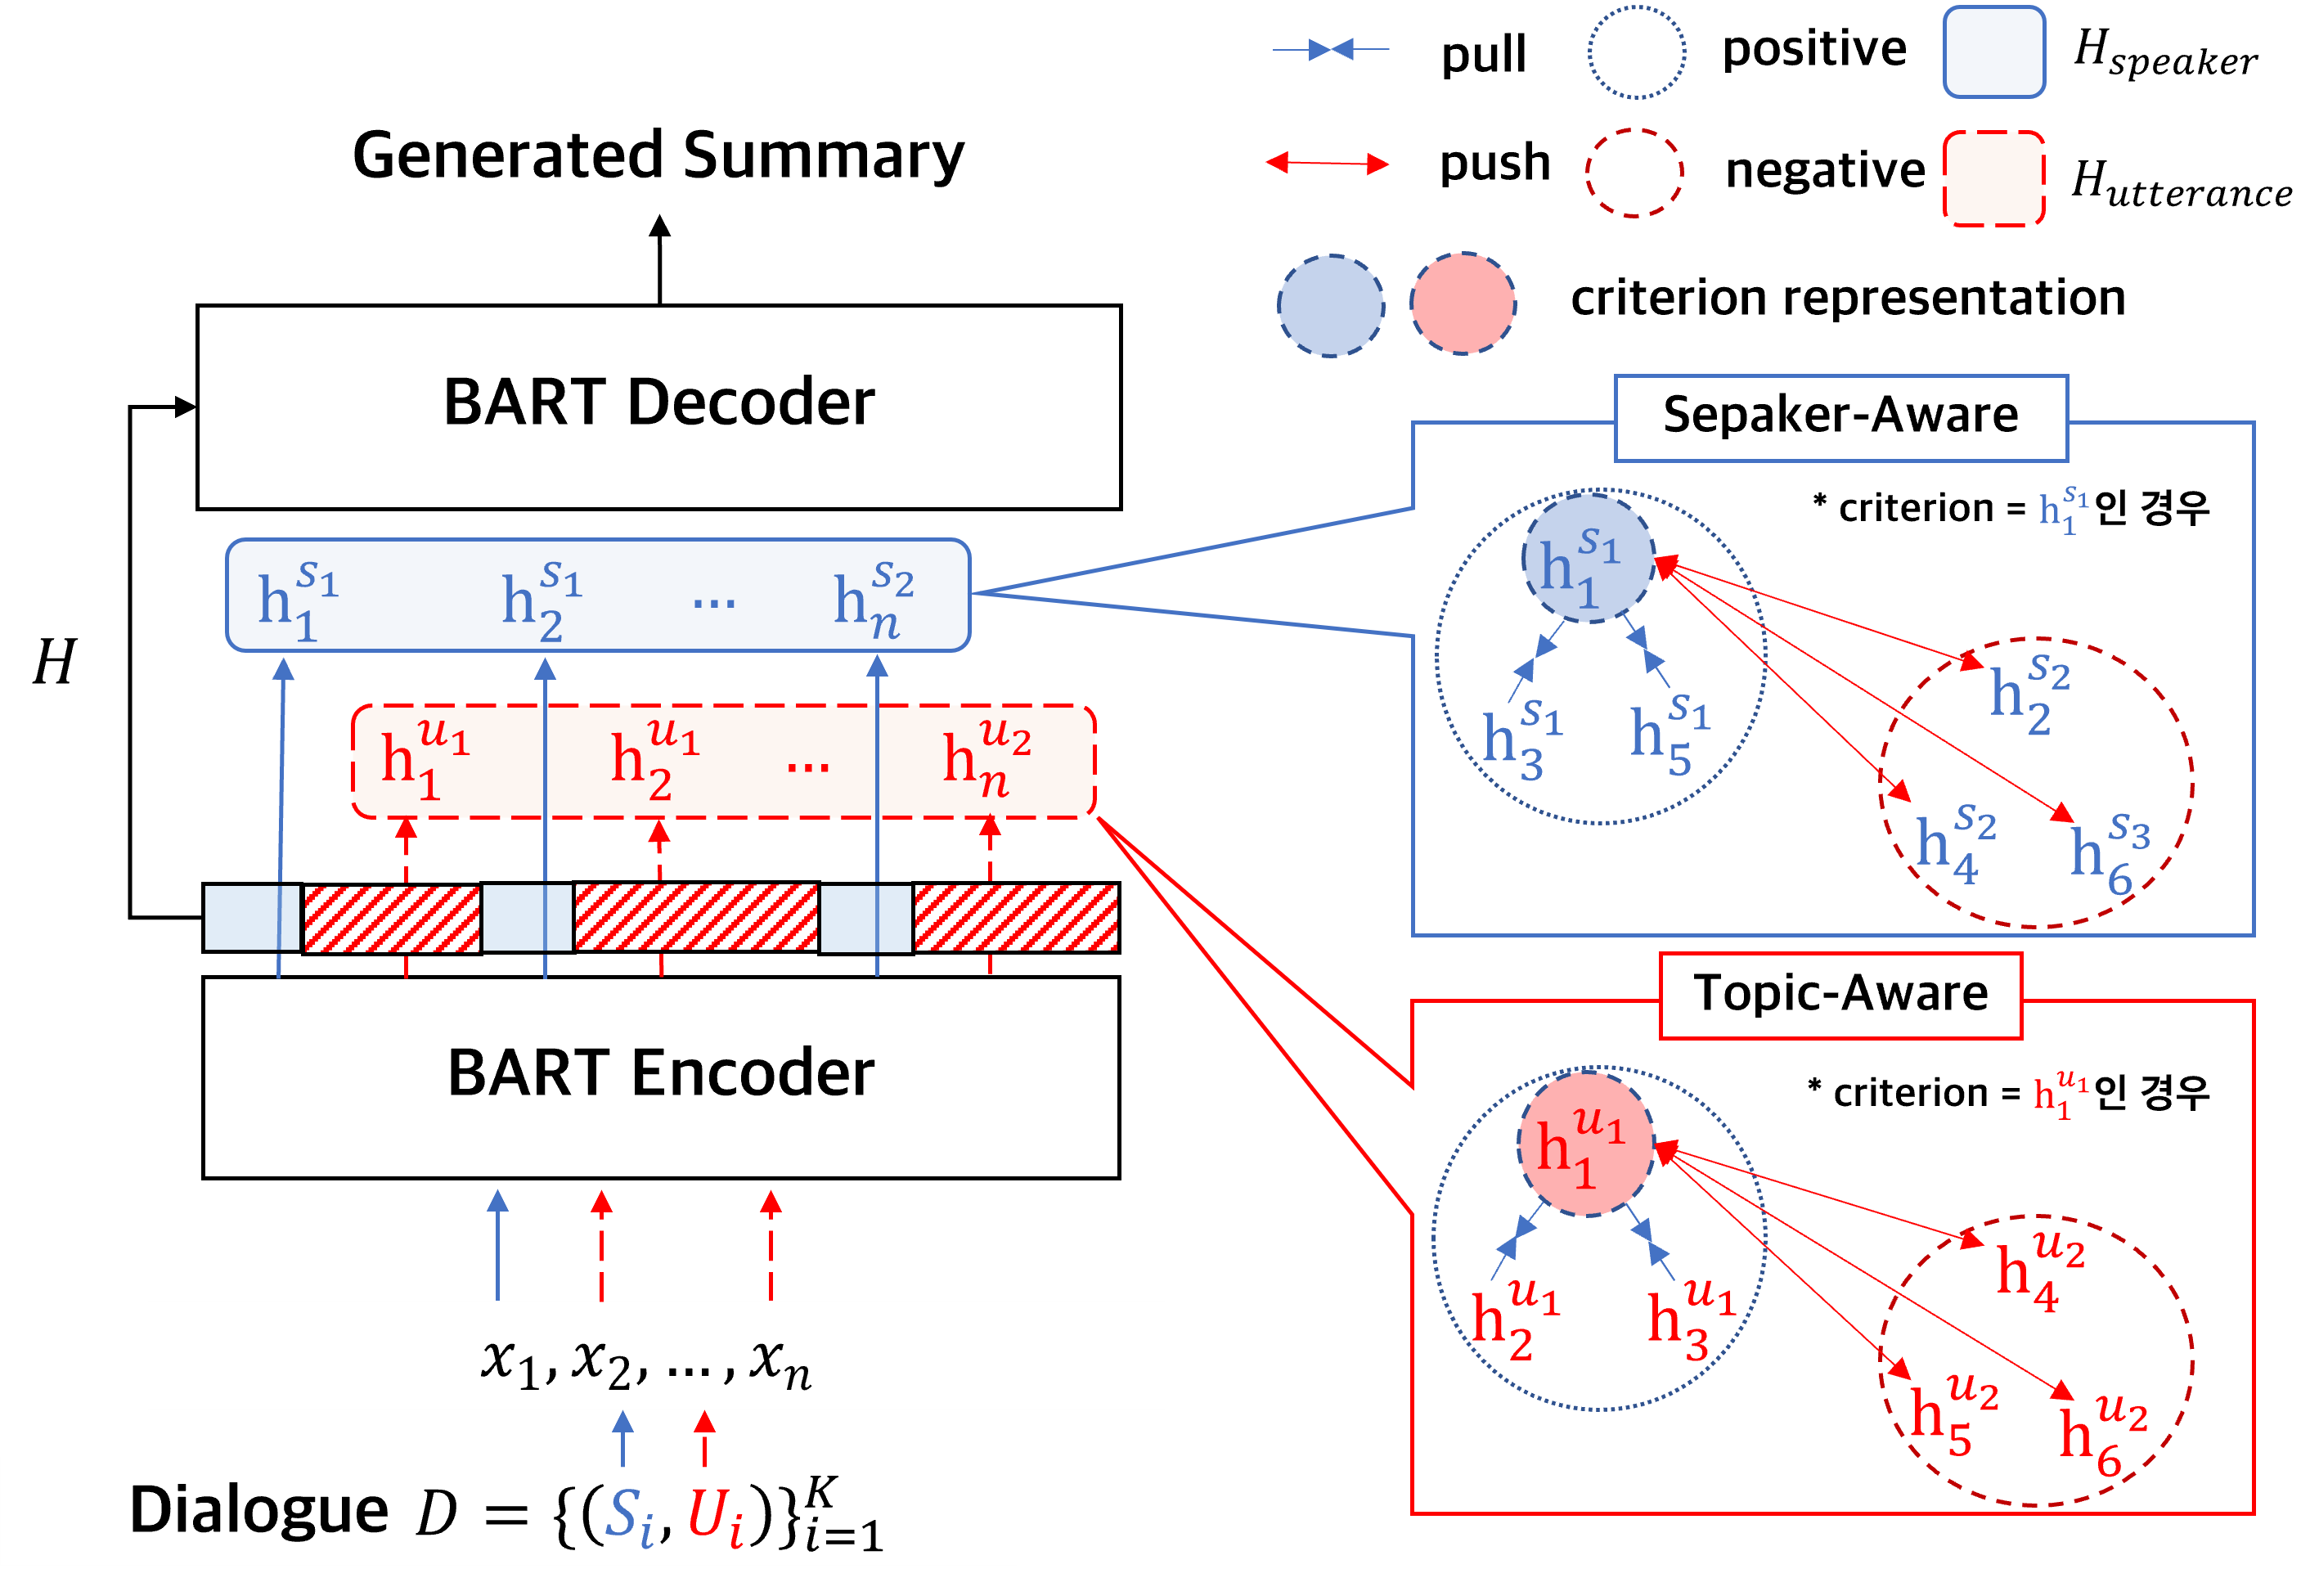 pull positive H_{speaker}
push negative H_{utterance}
criterion representation
Generated Summary
BART Decoder
H
h_1^{s_1} h_2^{s_1} … h_n^{s_2}
h_1^{u_1} h_2^{u_1} … h_n^{u_2}
BART Encoder
x_1, x_2, … , x_n
Dialogue D = {(S_i, U_i)}_{i=1}^K
Sepaker-Aware
* criterion = h_1^{s_1}인 경우
h_1^{s_1}
h_3^{s_1} h_5^{s_1}
h_2^{s_2}
h_4^{s_2} h_6^{s_3}
Topic-Aware
* criterion = h_1^{u_1}인 경우
h_1^{u_1}
h_2^{u_1} h_3^{u_1}
h_4^{u_2}
h_5^{u_2} h_6^{u_2}